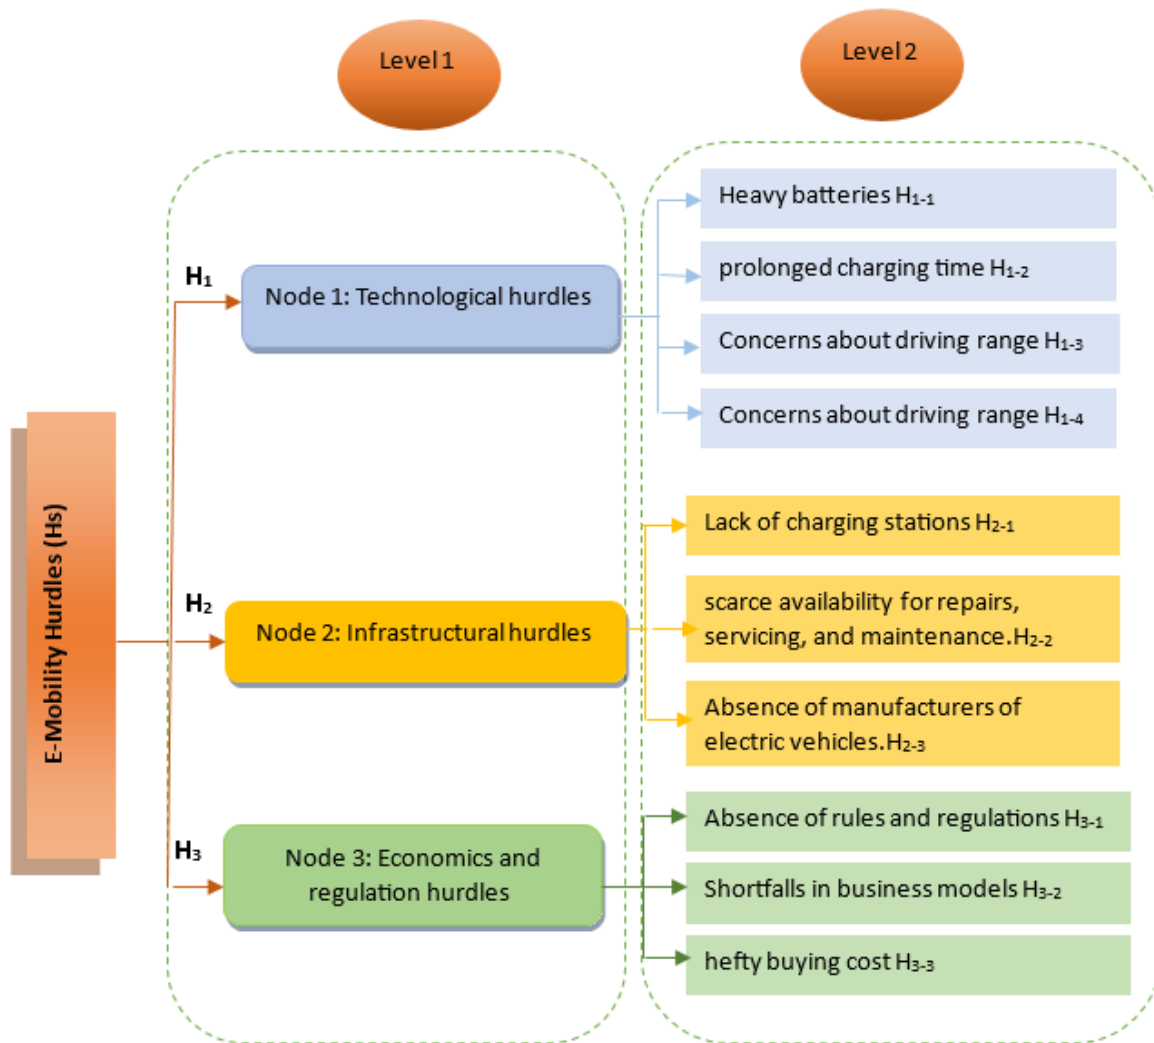 Level 1
Level 2
E-Mobility Hurdles (Hs)
H₁
Node 1: Technological hurdles
Heavy batteries H₁₋₁
prolonged charging time H₁₋₂
Concerns about driving range H₁₋₃
Concerns about driving range H₁₋₄
H₂
Node 2: Infrastructural hurdles
Lack of charging stations H₂₋₁
scarce availability for repairs,
servicing, and maintenance.H₂₋₂
Absence of manufacturers of
electric vehicles.H₂₋₃
H₃
Node 3: Economics and
regulation hurdles
Absence of rules and regulations H₃₋₁
Shortfalls in business models H₃₋₂
hefty buying cost H₃₋₃